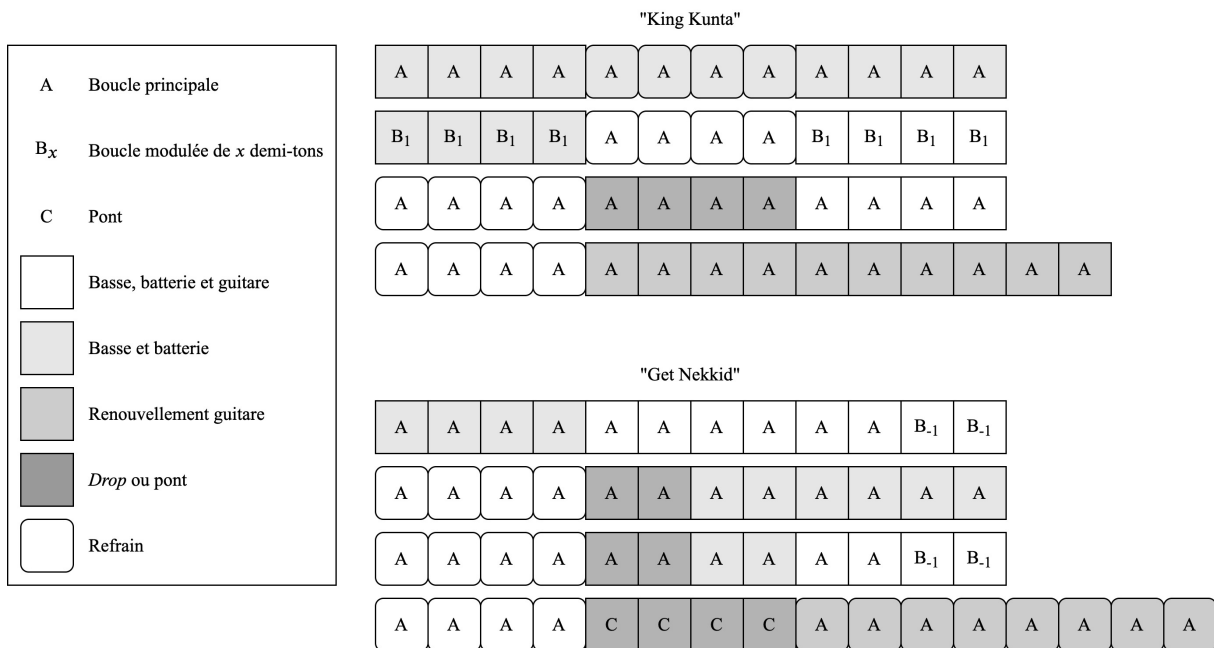 A Boucle principale
Bx Boucle modulée de x demi-tons
C Pont
Basse, batterie et guitare
Basse et batterie
Renouvellement guitare
Drop ou pont
Refrain
"King Kunta"
A A A A A A A A A A A A
B1 B1 B1 B1 A A A A B1 B1 B1 B1
A A A A A A A A A A A A
A A A A A A A A A A A A A A
"Get Nekkid"
A A A A A A A A A A B-1 B-1
A A A A A A A A A A A A
A A A A A A A A A A B-1 B-1
A A A A C C C C A A A A A A A A